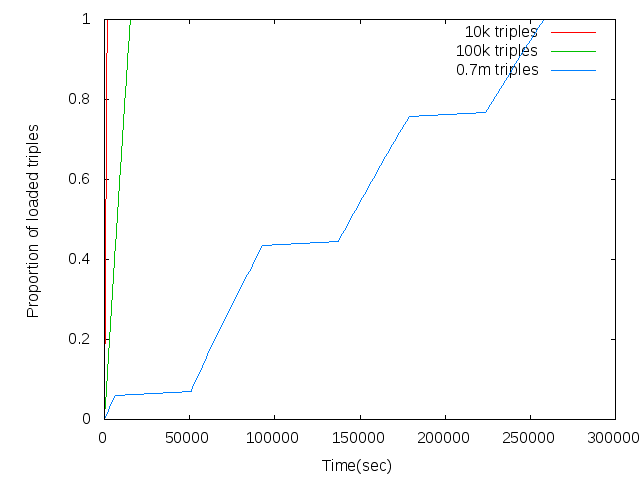 1
0.8
0.6
0.4
0.2
0
Proportion of loaded triples
10k triples
100k triples
0.7m triples
0 50000 100000 150000 200000 250000 300000
Time(sec)